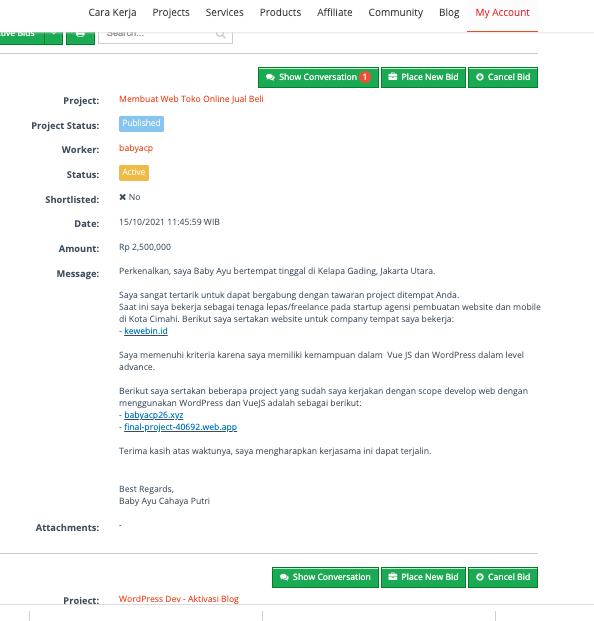 Cara Kerja Projects Services Products Affiliate Community Blog My Account
Search...
Show Conversation 1 Place New Bid Cancel Bid
Project: Membuat Web Toko Online Jual Beli
Project Status: Published
Worker: babyacp
Status: Active
Shortlisted: ✖ No
Date: 15/10/2021 11:45:59 WIB
Amount: Rp 2,500,000
Message: Perkenalkan, saya Baby Ayu bertempat tinggal di Kelapa Gading, Jakarta Utara.
Saya sangat tertarik untuk dapat bergabung dengan tawaran project ditempat Anda.
Saat ini saya bekerja sebagai tenaga lepas/freelance pada startup agensi pembuatan website dan mobile
di Kota Cimahi. Berikut saya sertakan website untuk company tempat saya bekerja:
- kewebin.id
Saya memenuhi kriteria karena saya memiliki kemampuan dalam Vue JS dan WordPress dalam level
advance.
Berikut saya sertakan beberapa project yang sudah saya kerjakan dengan scope develop web dengan
menggunakan WordPress dan VueJS adalah sebagai berikut:
- babyacp26.xyz
- final-project-40692.web.app
Terima kasih atas waktunya, saya mengharapkan kerjasama ini dapat terjalin.
Best Regards,
Baby Ayu Cahaya Putri
Attachments: -
Show Conversation Place New Bid Cancel Bid
Project: WordPress Dev - Aktivasi Blog